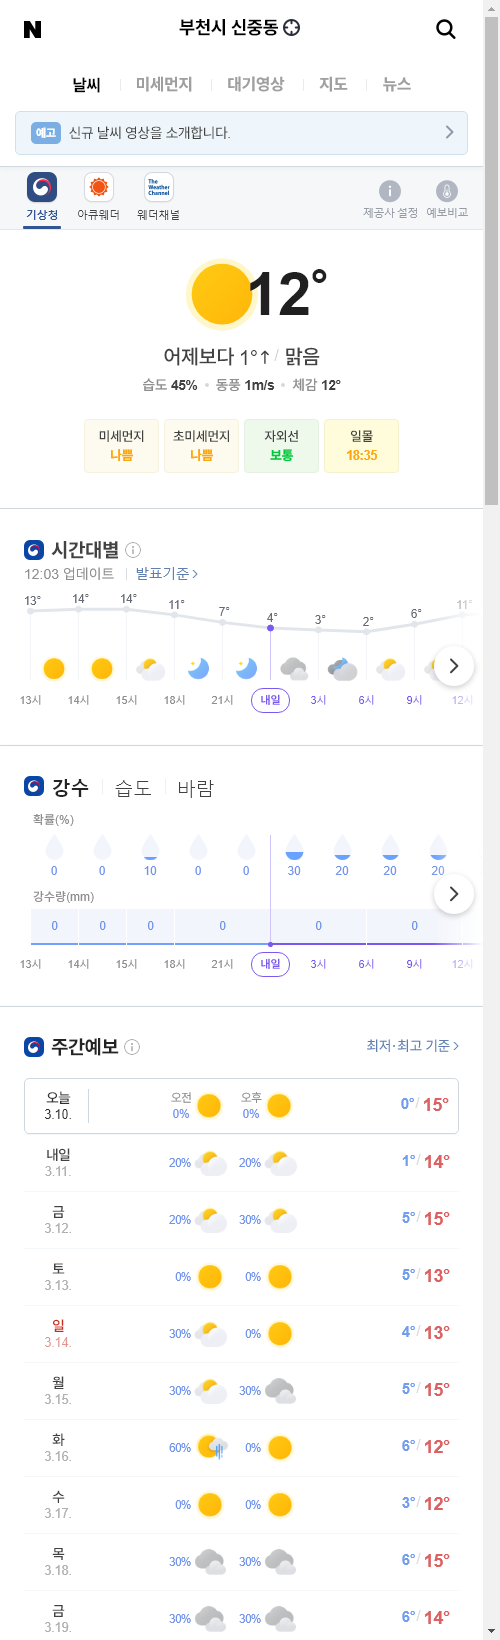 N 부천시 신중동
날씨 미세먼지 대기영상 지도 뉴스
예고 신규 날씨 영상을 소개합니다.
The Weather Channel
기상청 아큐웨더 웨더채널 제공사 설정 예보비교
12°
어제보다 1°↑ / 맑음
습도 45% 동풍 1m/s 체감 12°
미세먼지 초미세먼지 자외선 일몰
나쁨 나쁨 보통 18:35
시간대별
12:03 업데이트 발표기준 >
13° 14° 14° 11° 7° 4° 3° 2° 6° 11°
13시 14시 15시 18시 21시 내일 3시 6시 9시 12시
강수 습도 바람
확률(%)
0 0 10 0 0 30 20 20 20
강수량(mm)
0 0 0 0 0 0
13시 14시 15시 18시 21시 내일 3시 6시 9시 12시
주간예보 최저·최고 기준 >
오늘 오전 오후
3.10. 0% 0% 0° / 15°
내일
3.11. 20% 20% 1° / 14°
금
3.12. 20% 30% 5° / 15°
토
3.13. 0% 0% 5° / 13°
일
3.14. 30% 0% 4° / 13°
월
3.15. 30% 30% 5° / 15°
화
3.16. 60% 0% 6° / 12°
수
3.17. 0% 0% 3° / 12°
목
3.18. 30% 30% 6° / 15°
금
3.19. 30% 30% 6° / 14°